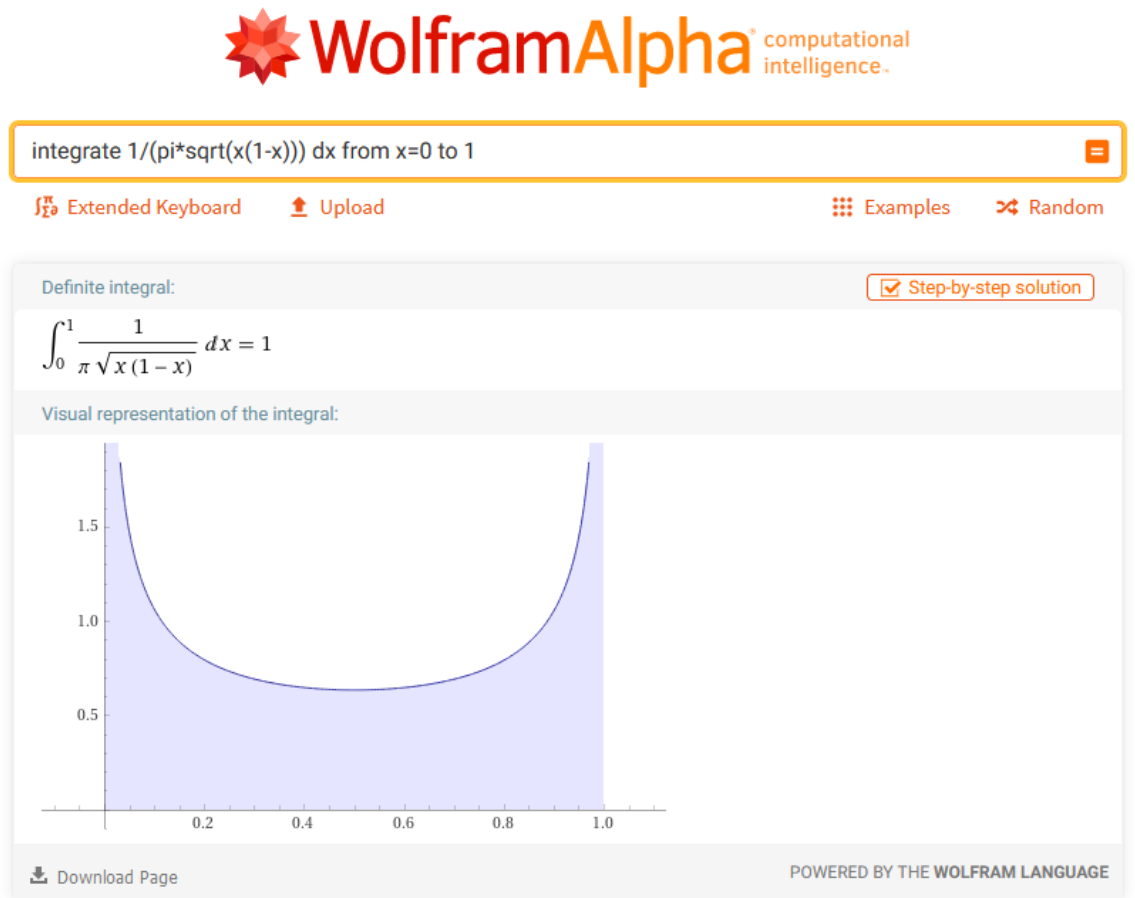 WolframAlpha® computational
intelligence™
integrate 1/(pi*sqrt(x(1-x))) dx from x=0 to 1
Extended Keyboard Upload Examples Random
Definite integral: Step-by-step solution
∫₀¹ 1/(π √(x (1 – x))) dx = 1
Visual representation of the integral:
1.5
1.0
0.5
0.2 0.4 0.6 0.8 1.0
Download Page POWERED BY THE WOLFRAM LANGUAGE